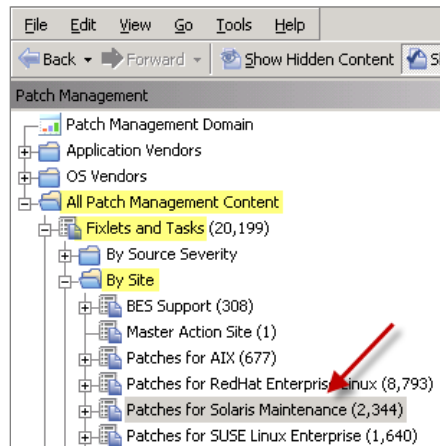 File Edit View Go Tools Help
Back Forward Show Hidden Content S
Patch Management
Patch Management Domain
Application Vendors
OS Vendors
All Patch Management Content
Fixlets and Tasks (20,199)
By Source Severity
By Site
BES Support (308)
Master Action Site (1)
Patches for AIX (677)
Patches for RedHat Enterprise Linux (8,793)
Patches for Solaris Maintenance (2,344)
Patches for SUSE Linux Enterprise (1,640)